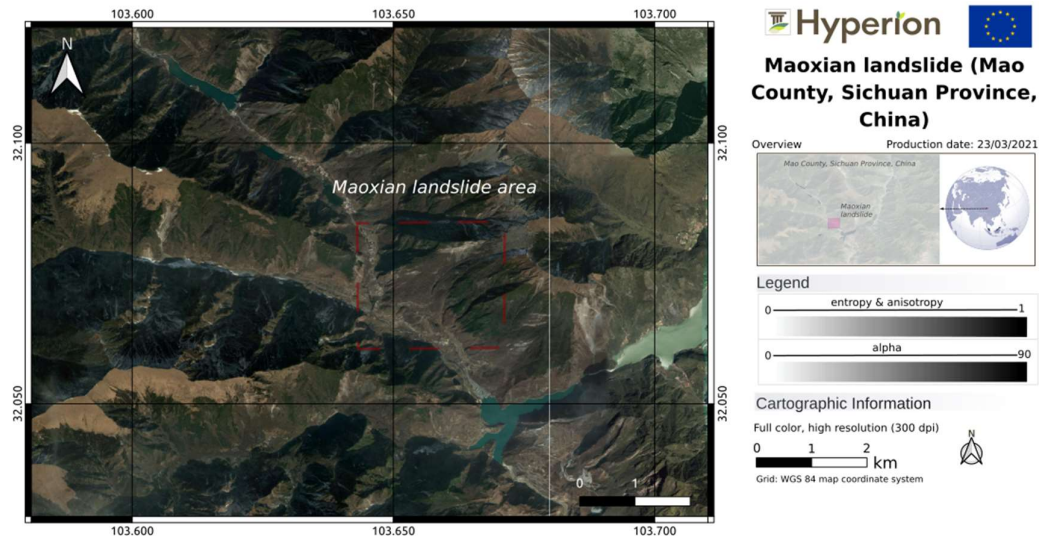 103.600 103.650 103.700
N
32.100
32.100
Maoxian landslide area
32.050
32.050
0 1
103.600 103.650 103.700
Hyperion
Maoxian landslide (Mao
County, Sichuan Province,
China)
Overview Production date: 23/03/2021
Mao County, Sichuan Province, China
Maoxian
landslide
Legend
entropy & anisotropy
0 1
alpha
0 90
Cartographic Information
Full color, high resolution (300 dpi)
N
0 1 2
km
Grid: WGS 84 map coordinate system